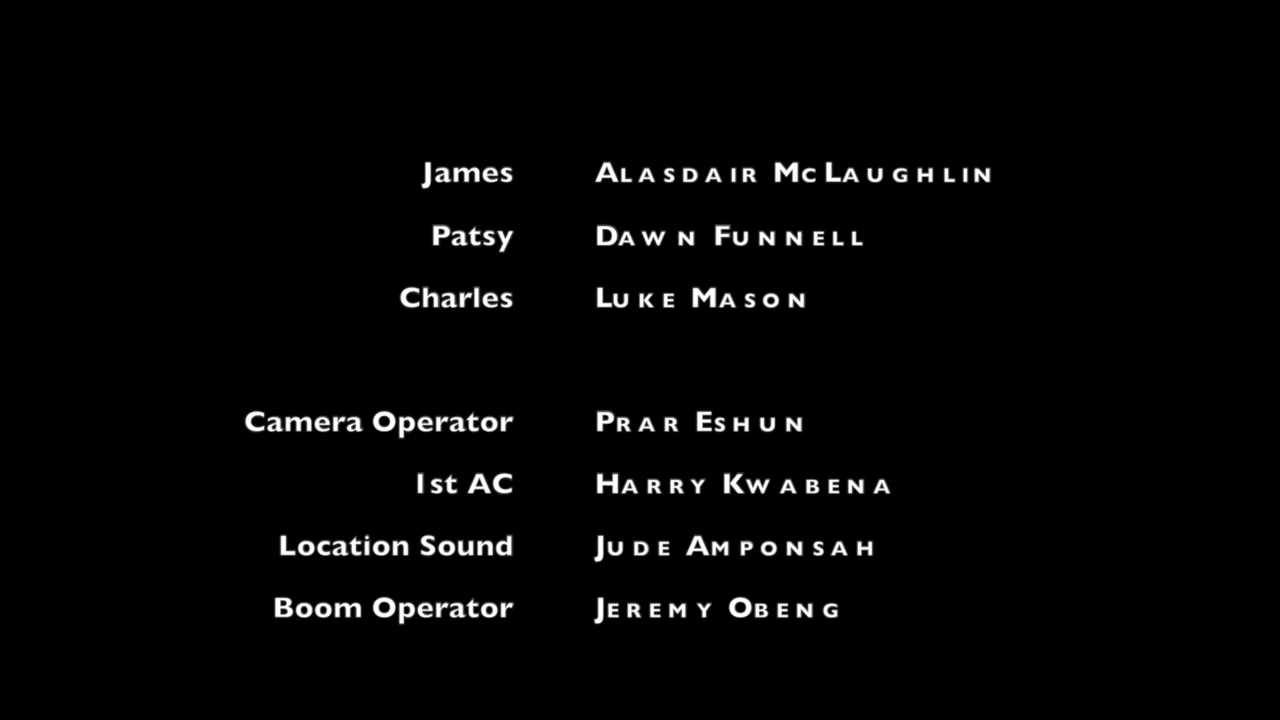 James Alasdair McLaughlin
Patsy Dawn Funnell
Charles Luke Mason
Camera Operator Prar Eshun
1st AC Harry Kwabena
Location Sound Jude Amponsah
Boom Operator Jeremy Obeng